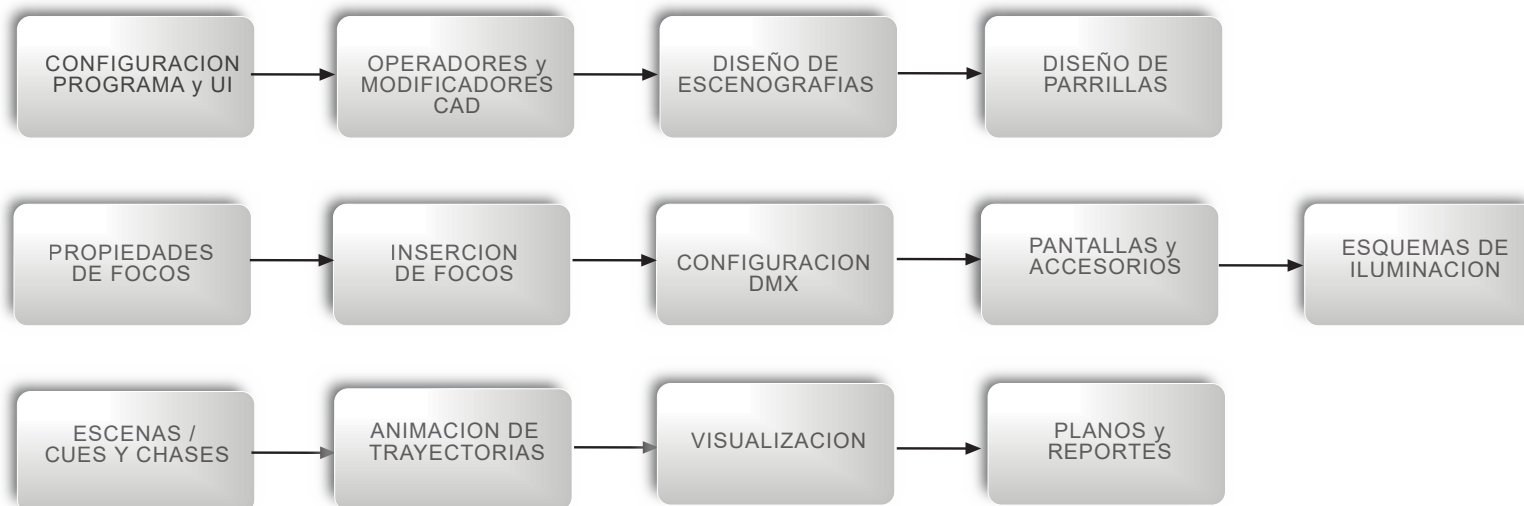 CONFIGURACION
PROGRAMA y UI
OPERADORES y
MODIFICADORES
CAD
DISEÑO DE
ESCENOGRAFIAS
DISEÑO DE
PARRILLAS
PROPIEDADES
DE FOCOS
INSERCION
DE FOCOS
CONFIGURACION
DMX
PANTALLAS y
ACCESORIOS
ESQUEMAS DE
ILUMINACION
ESCENAS /
CUES Y CHASES
ANIMACION DE
TRAYECTORIAS
VISUALIZACION
PLANOS y
REPORTES